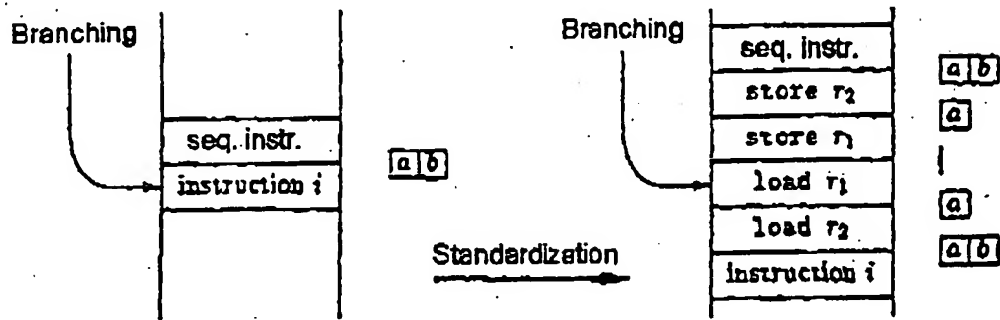 Branching
seq. instr.
instruction i
a b
Standardization
Branching
seq. instr.
store r2
store r1
load r1
load r2
instruction i
a b
a
a
a b